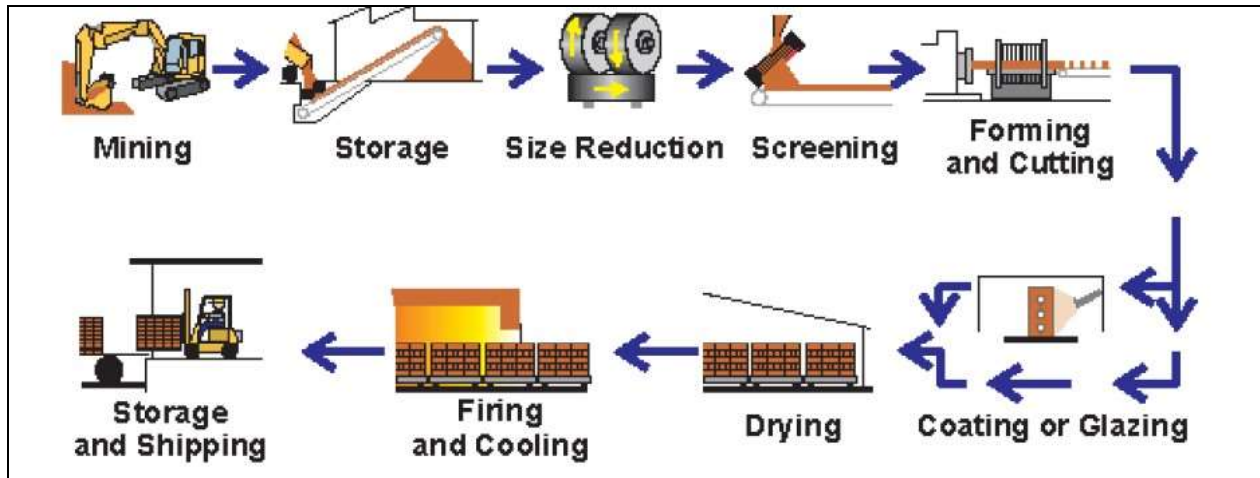 Mining
Storage
Size Reduction
Screening
Forming
and Cutting
Storage
and Shipping
Firing
and Cooling
Drying
Coating or Glazing